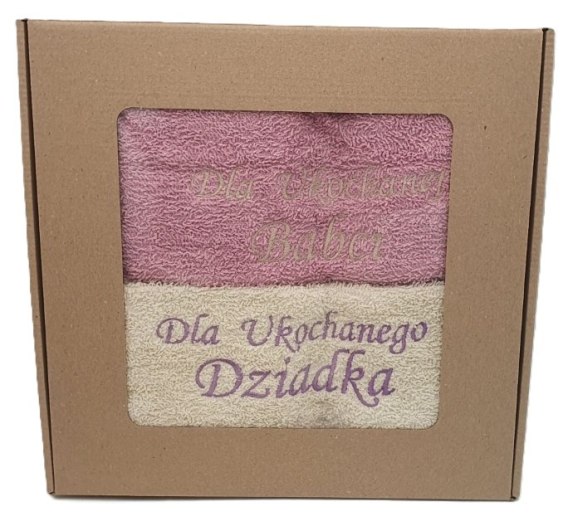 Dla Ukochanej
Babci
Dla Ukochanego
Dziadka